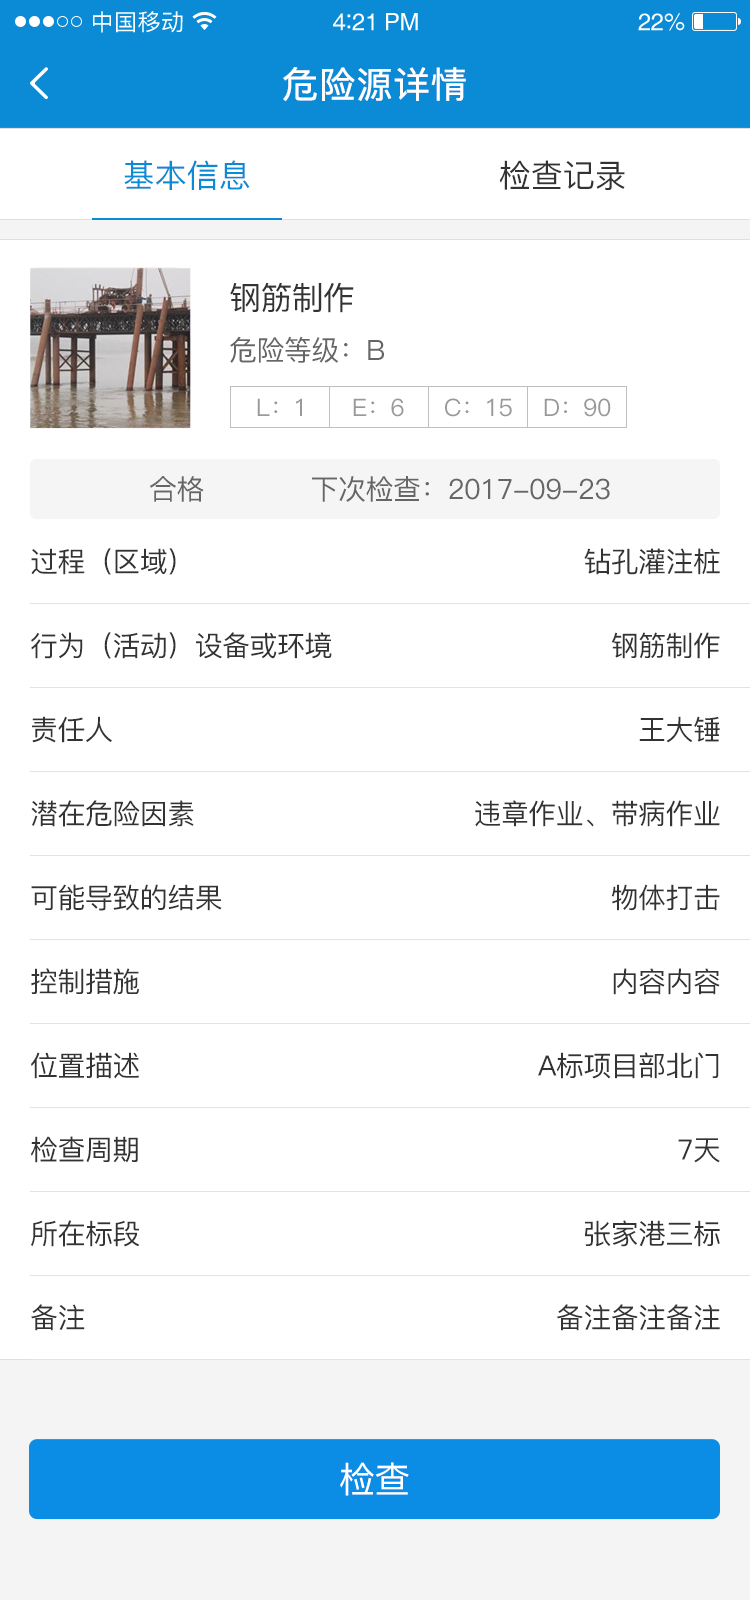 中国移动 4:21 PM 22%
危险源详情
基本信息 检查记录
钢筋制作
危险等级：B
L：1 E：6 C：15 D：90
合格 下次检查：2017-09-23
过程（区域） 钻孔灌注桩
行为（活动）设备或环境 钢筋制作
责任人 王大锤
潜在危险因素 违章作业、带病作业
可能导致的结果 物体打击
控制措施 内容内容
位置描述 A标项目部北门
检查周期 7天
所在标段 张家港三标
备注 备注备注备注
检查